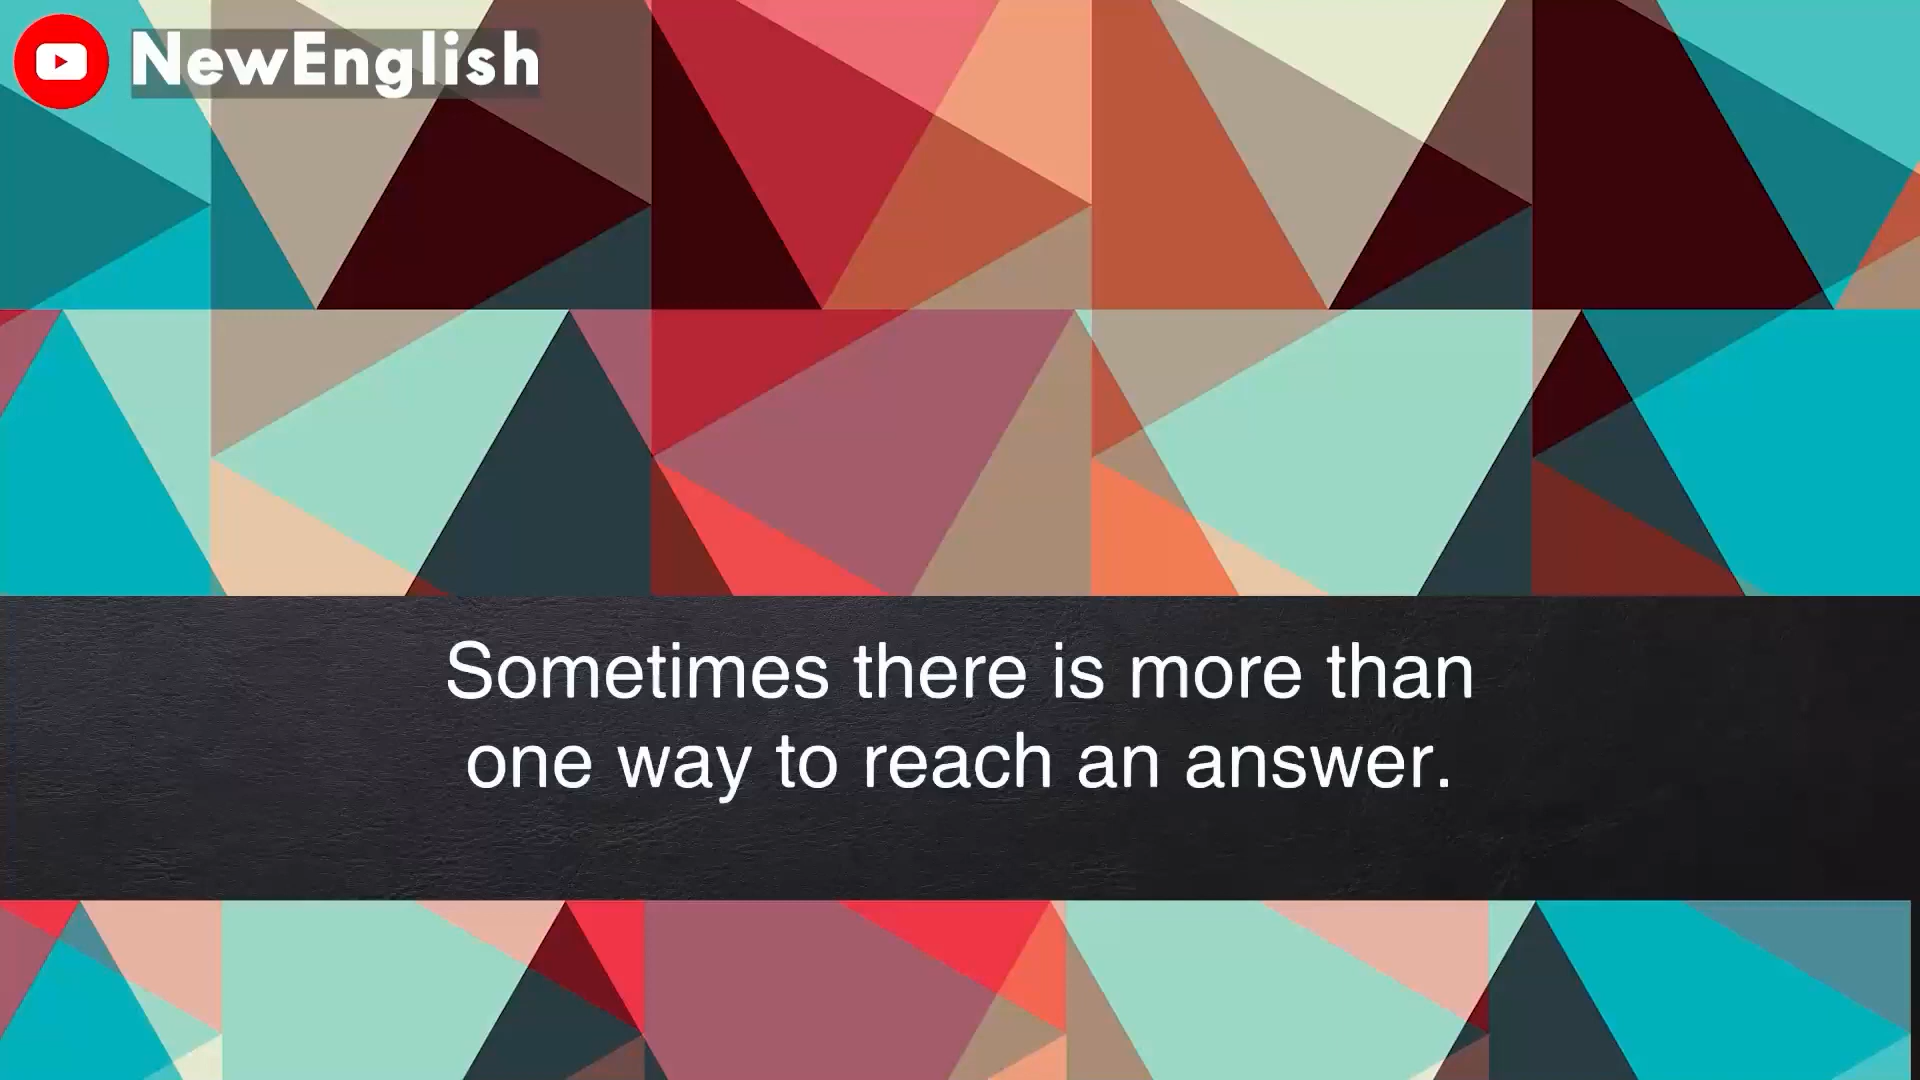 NewEnglish
Sometimes there is more than
one way to reach an answer.